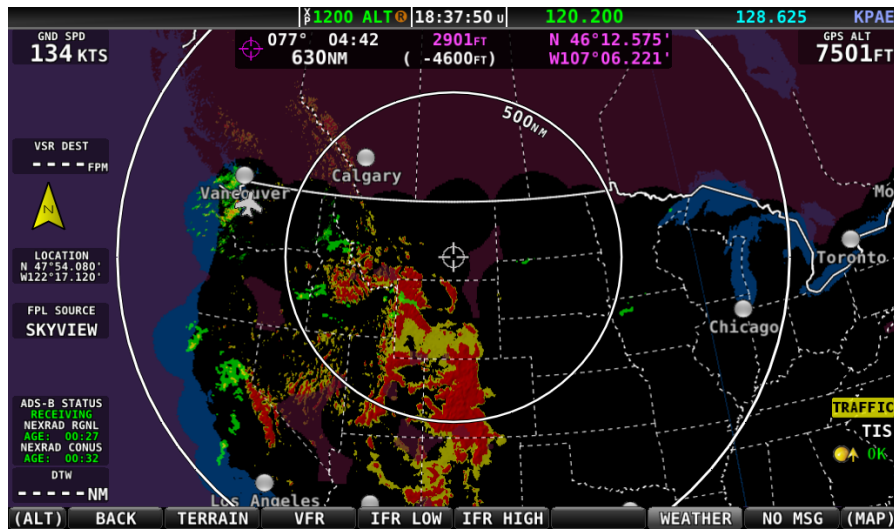 XP 1200 ALT R 18:37:50 U 120.200 128.625 KPAE
GND SPD
134 KTS
077° 04:42 2901FT N 46°12.575'
630NM ( -4600FT) W107°06.221'
GPS ALT
7501FT
500NM
VSR DEST
---- FPM
Calgary
Vancouver
N
Mo
LOCATION
N 47°54.080'
W122°17.120'
Toronto
FPL SOURCE
SKYVIEW
Chicago
ADS-B STATUS
RECEIVING
NEXRAD RGNL
AGE: 00:27
NEXRAD CONUS
AGE: 00:32
TRAFFIC
TIS
OK
DTW
-----NM
Los Angeles
(ALT) BACK TERRAIN VFR IFR LOW IFR HIGH WEATHER NO MSG (MAP)